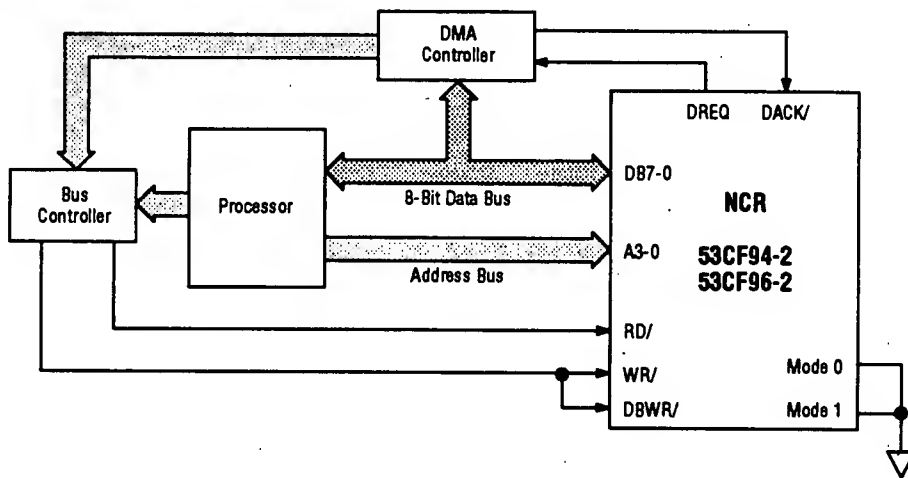 DMA
Controller
DREQ DACK/
Bus
Controller
Processor
8-Bit Data Bus
DB7-0
NCR
53CF94-2
53CF96-2
A3-0
Address Bus
RD/
WR/
DBWR/
Mode 0
Mode 1